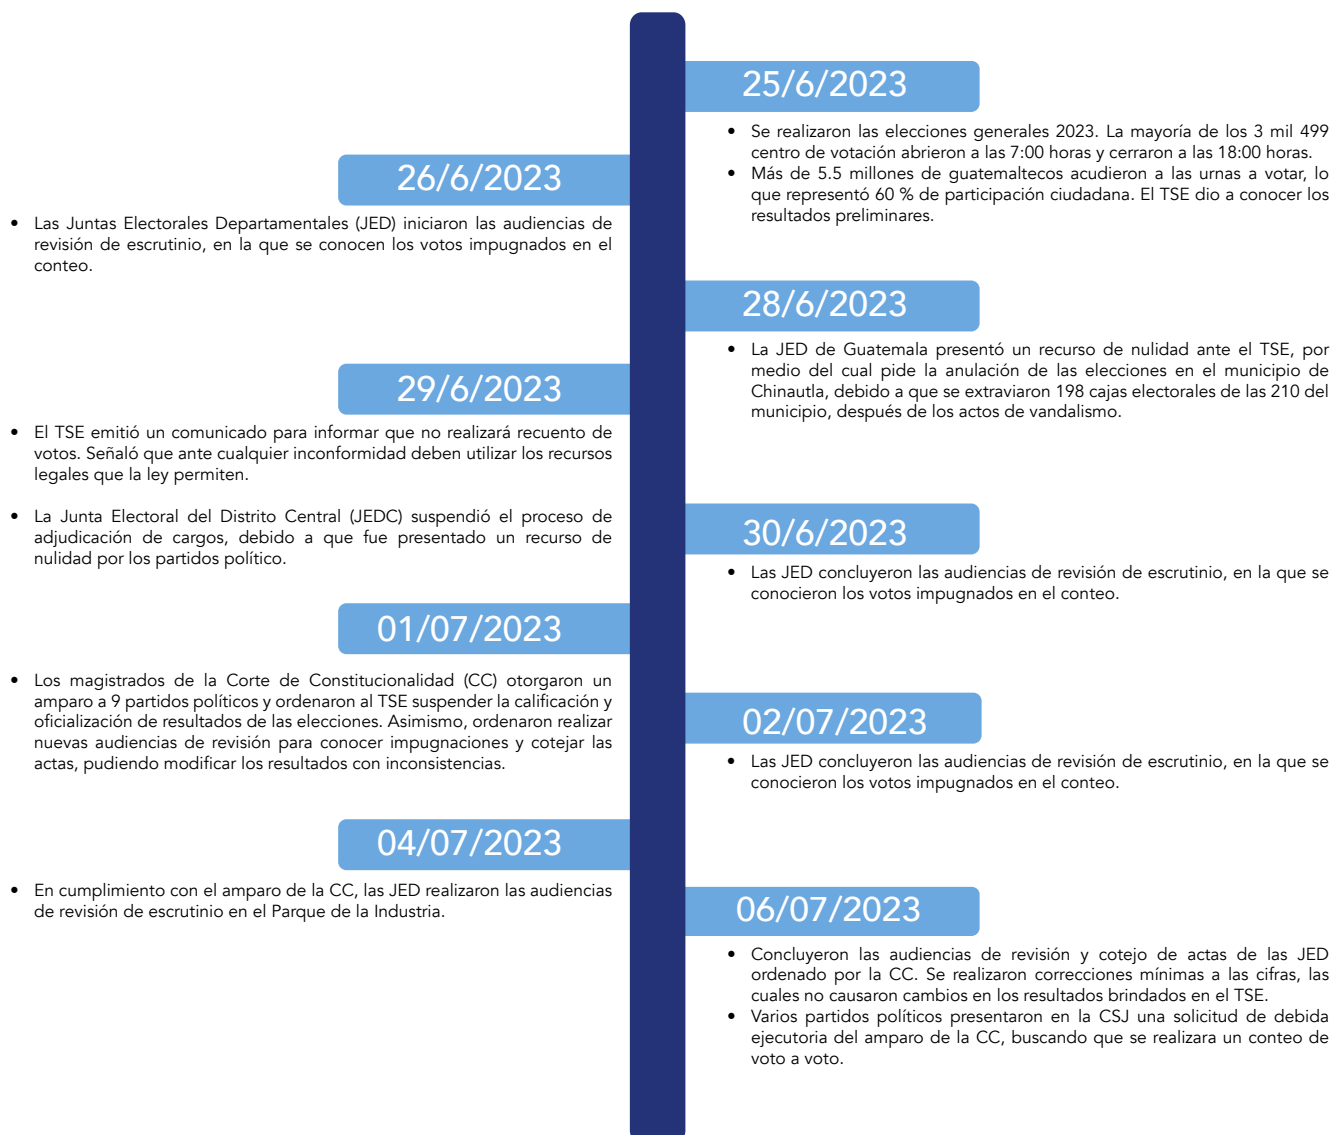 25/6/2023
• Se realizaron las elecciones generales 2023. La mayoría de los 3 mil 499
centro de votación abrieron a las 7:00 horas y cerraron a las 18:00 horas.
• Más de 5.5 millones de guatemaltecos acudieron a las urnas a votar, lo
que representó 60 % de participación ciudadana. El TSE dio a conocer los
resultados preliminares.
26/6/2023
• Las Juntas Electorales Departamentales (JED) iniciaron las audiencias de
revisión de escrutinio, en la que se conocen los votos impugnados en el
conteo.
28/6/2023
• La JED de Guatemala presentó un recurso de nulidad ante el TSE, por
medio del cual pide la anulación de las elecciones en el municipio de
Chinautla, debido a que se extraviaron 198 cajas electorales de las 210 del
municipio, después de los actos de vandalismo.
29/6/2023
• El TSE emitió un comunicado para informar que no realizará recuento de
votos. Señaló que ante cualquier inconformidad deben utilizar los recursos
legales que la ley permiten.
• La Junta Electoral del Distrito Central (JEDC) suspendió el proceso de
adjudicación de cargos, debido a que fue presentado un recurso de
nulidad por los partidos político.
30/6/2023
• Las JED concluyeron las audiencias de revisión de escrutinio, en la que se
conocieron los votos impugnados en el conteo.
01/07/2023
• Los magistrados de la Corte de Constitucionalidad (CC) otorgaron un
amparo a 9 partidos políticos y ordenaron al TSE suspender la calificación y
oficialización de resultados de las elecciones. Asimismo, ordenaron realizar
nuevas audiencias de revisión para conocer impugnaciones y cotejar las
actas, pudiendo modificar los resultados con inconsistencias.
02/07/2023
• Las JED concluyeron las audiencias de revisión de escrutinio, en la que se
conocieron los votos impugnados en el conteo.
04/07/2023
• En cumplimiento con el amparo de la CC, las JED realizaron las audiencias
de revisión de escrutinio en el Parque de la Industria.
06/07/2023
• Concluyeron las audiencias de revisión y cotejo de actas de las JED
ordenado por la CC. Se realizaron correcciones mínimas a las cifras, las
cuales no causaron cambios en los resultados brindados en el TSE.
• Varios partidos políticos presentaron en la CSJ una solicitud de debida
ejecutoria del amparo de la CC, buscando que se realizara un conteo de
voto a voto.